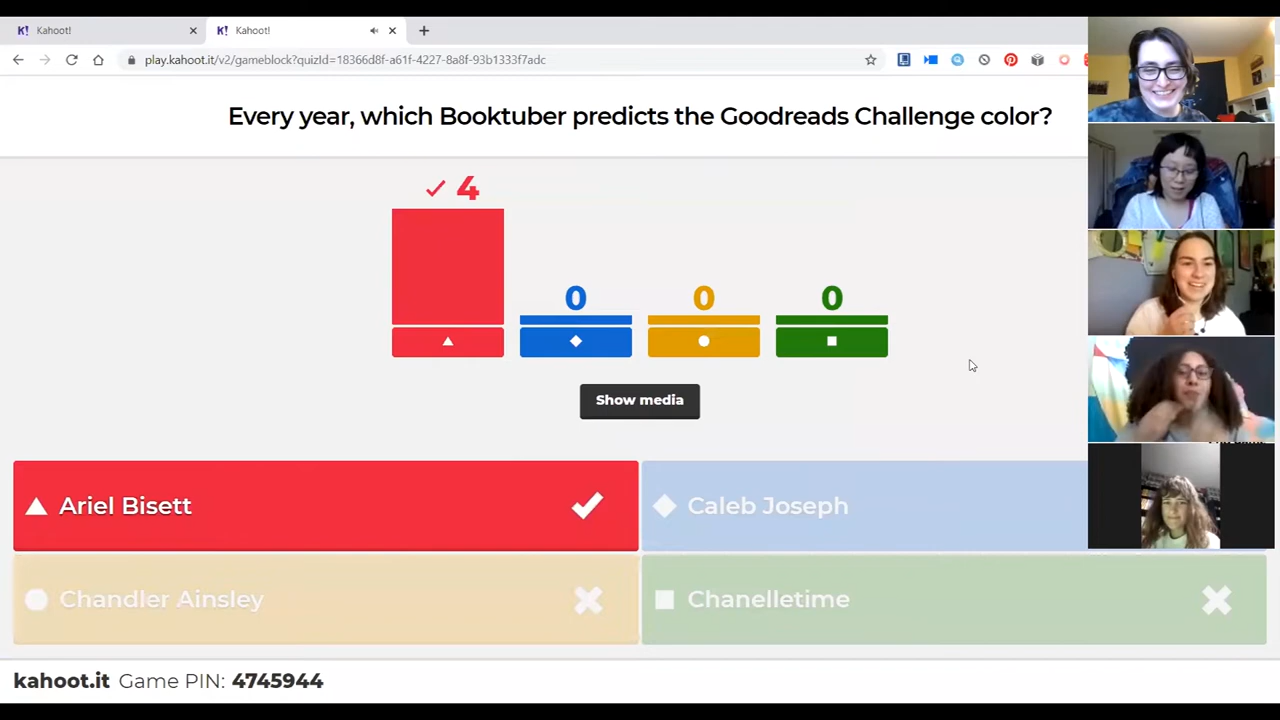 Kahoot!
Kahoot!
play.kahoot.it/v2/gameblock?quizId=18366d8f-a61f-4227-8a8f-93b1333f7adc
Every year, which Booktuber predicts the Goodreads Challenge color?
4
0
0
0
Show media
Ariel Bisett
Caleb Joseph
Chandler Ainsley
Chanelletime
kahoot.it Game PIN: 4745944